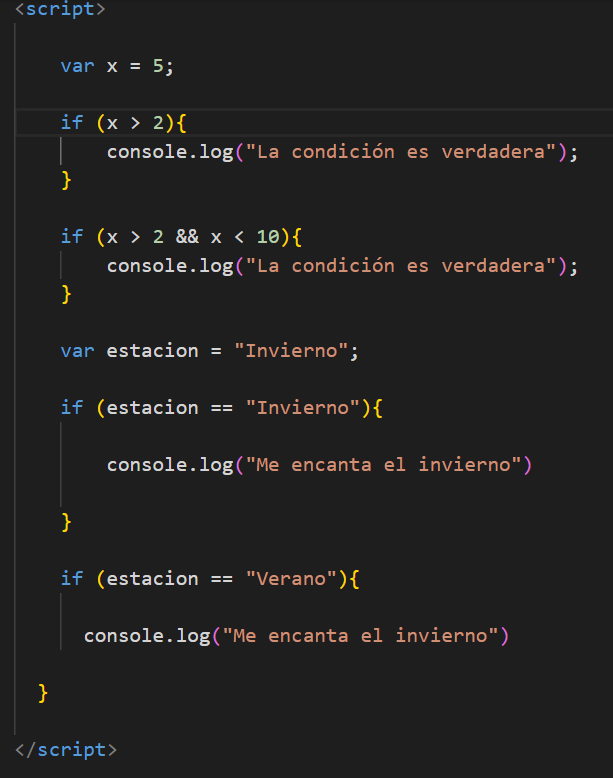 <script>
var x = 5;
if (x > 2){
console.log("La condición es verdadera");
}
if (x > 2 && x < 10){
console.log("La condición es verdadera");
}
var estacion = "Invierno";
if (estacion == "Invierno"){
console.log("Me encanta el invierno")
}
if (estacion == "Verano"){
console.log("Me encanta el invierno")
}
</script>